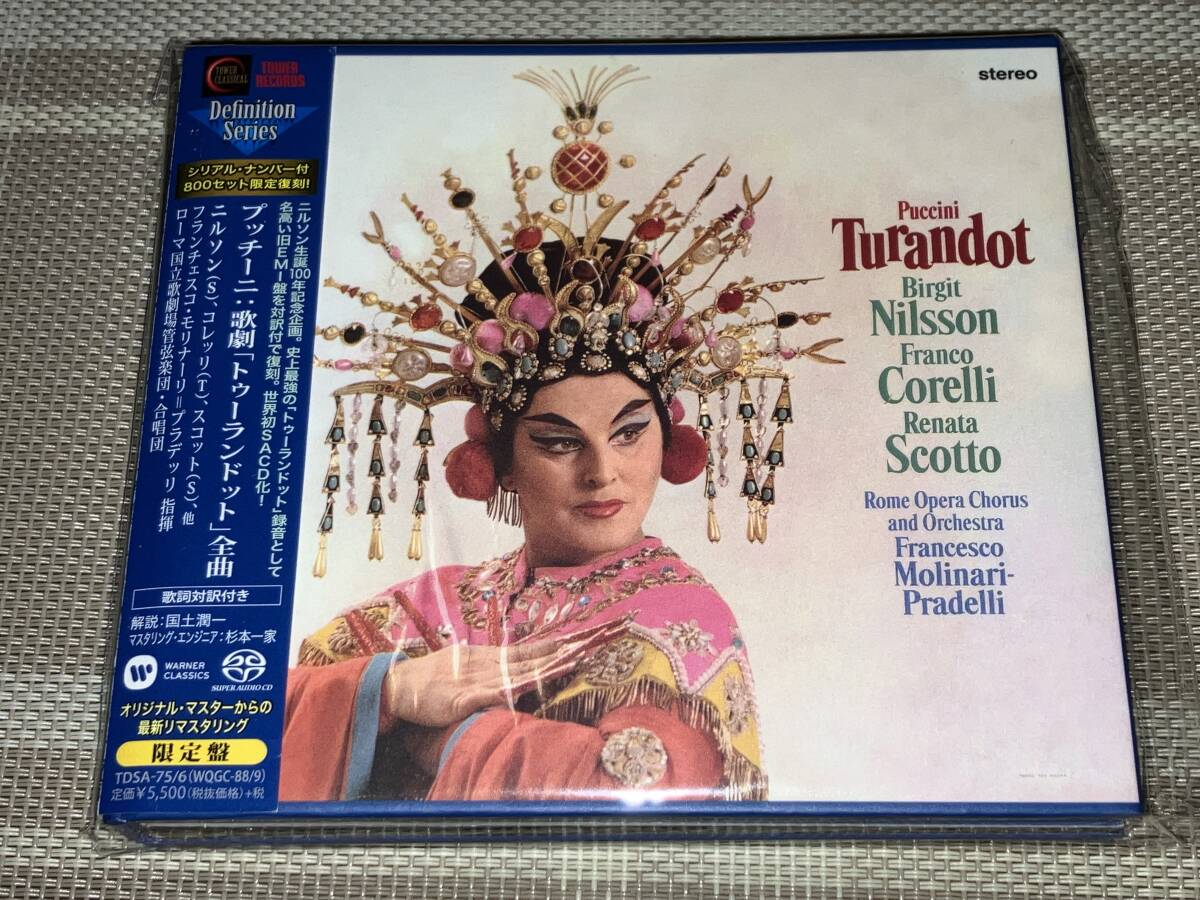 TOWER
CLASSICAL
TOWER
RECORDS
Definition
Series
シリアル・ナンバー付
800セット限定復刻!
ニルソン生誕100年記念企画。史上最強の「トゥーランドット」録音として
名高い旧EMI盤を対訳付で復刻。世界初SACD化!
プッチーニ:歌劇「トゥーランドット」全曲
ニルソン(S)、コレッリ(T)、スコット(S)、他
フランチェスコ・モリナーリ=プラデッリ 指揮
ローマ国立歌劇場管弦楽団・合唱団
歌詞対訳付き
解説:国土潤一
マスタリング・エンジニア:杉本一家
WARNER
CLASSICS
SUPER AUDIO CD
オリジナル・マスターからの
最新リマスタリング
限定盤
TDSA-75/6(WQGC-88/9)
定価¥5,500(税抜価格)+税
stereo
Puccini
Turandot
Birgit
Nilsson
Franco
Corelli
Renata
Scotto
Rome Opera Chorus
and Orchestra
Francesco
Molinari-
Pradelli